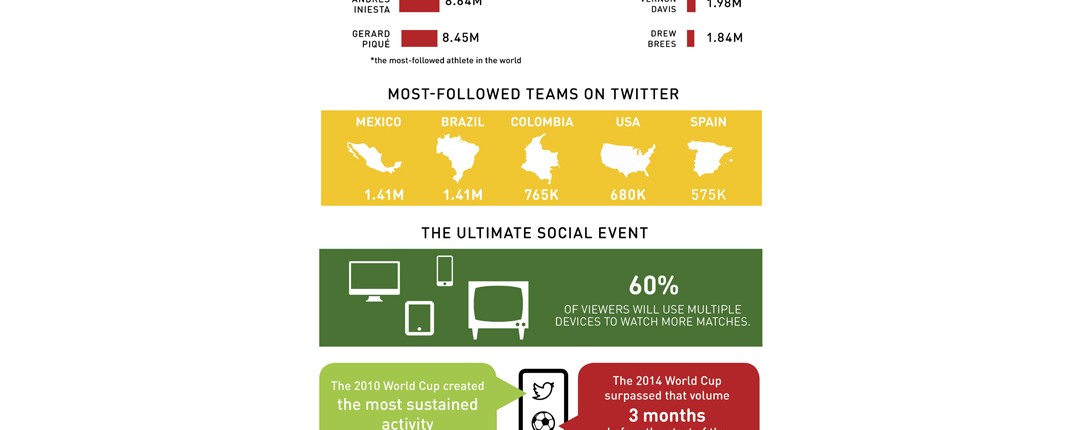 INIESTA
8.64M
DAVIS
1.98M
GERARD
PIQUÉ
8.45M
DREW
BREES
1.84M
*the most-followed athlete in the world
MOST-FOLLOWED TEAMS ON TWITTER
MEXICO BRAZIL COLOMBIA USA SPAIN
1.41M 1.41M 765K 680K 575K
THE ULTIMATE SOCIAL EVENT
60%
OF VIEWERS WILL USE MULTIPLE
DEVICES TO WATCH MORE MATCHES.
The 2010 World Cup created
the most sustained
activity
The 2014 World Cup
surpassed that volume
3 months